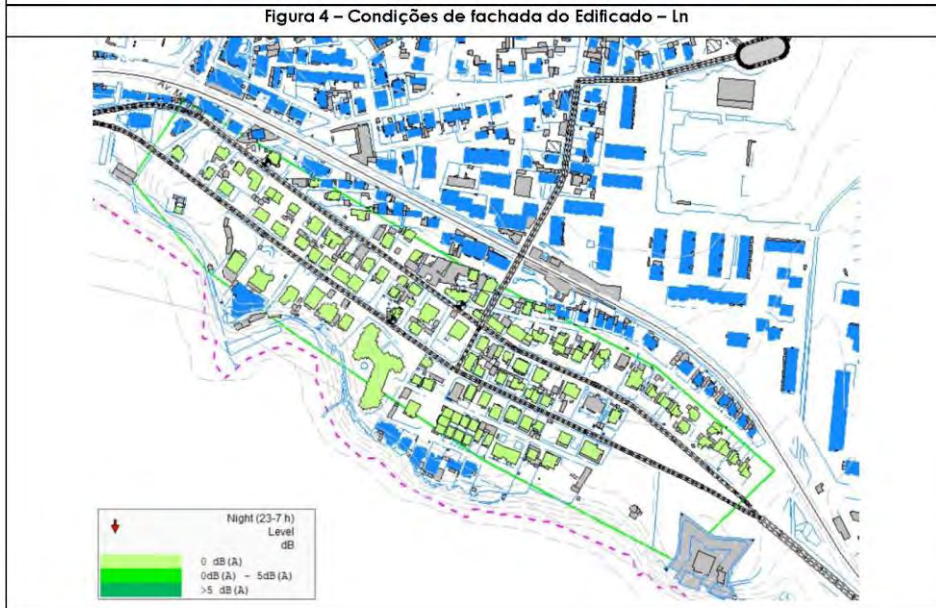 Figura 4 – Condições de fachada do Edificado – Ln
Night (23-7 h)
Level
dB
0 dB(A)
0dB(A) - 5dB(A)
>5 dB(A)